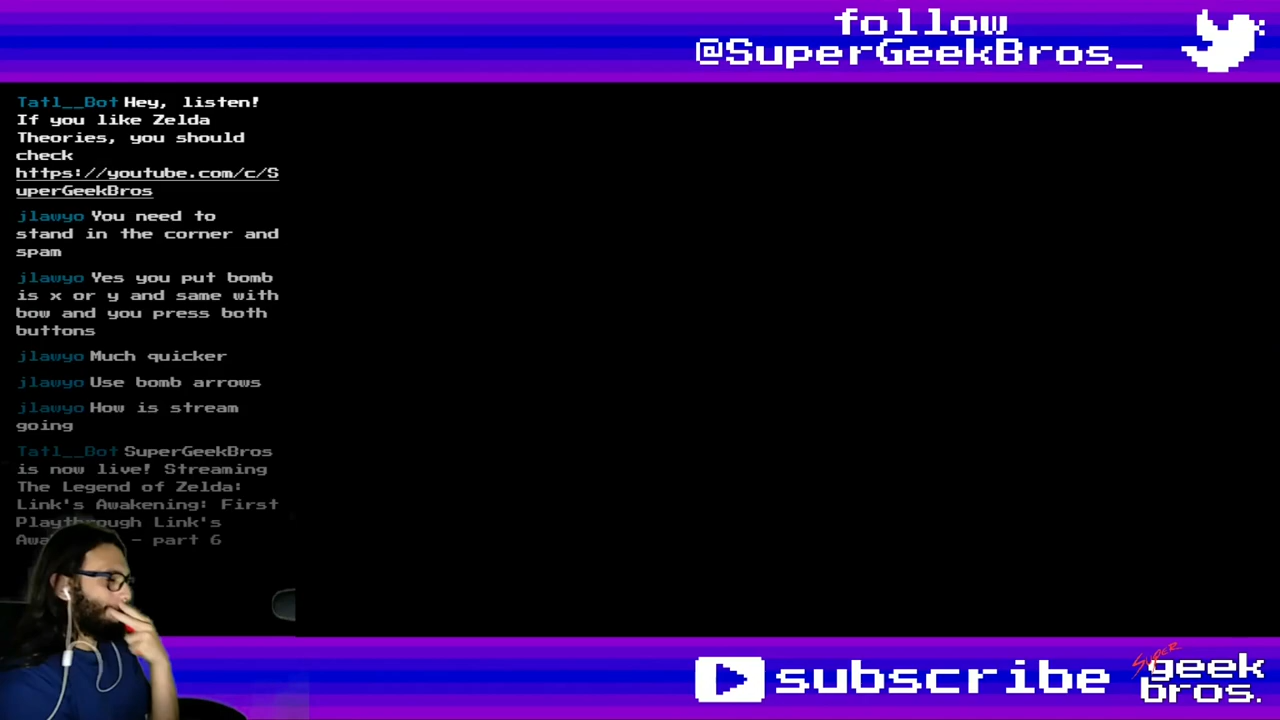 follow
@SuperGeekBros_
Tatl__Bot Hey, listen!
If you like Zelda
Theories, you should
check
https://youtube.com/c/S
uperGeekBros
jlawyo You need to
stand in the corner and
spam
jlawyo Yes you put bomb
is x or y and same with
bow and you press both
buttons
jlawyo Much quicker
jlawyo Use bomb arrows
jlawyo How is stream
going
Tatl__Bot SuperGeekBros
is now live! Streaming
The Legend of Zelda:
Link's Awakening: First
Playthrough Link's
- part 6
subscribe
SUPER
geek
bros.